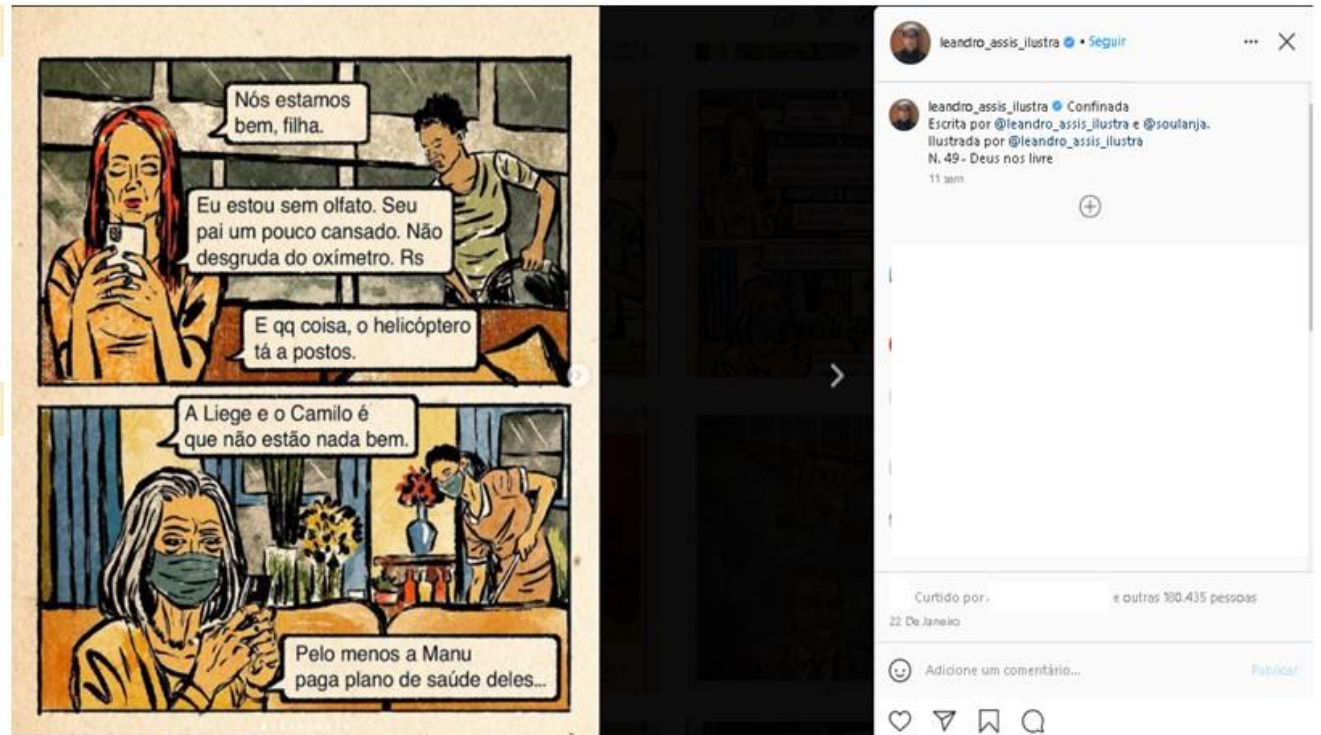 Nós estamos
bem, filha.
Eu estou sem olfato. Seu
pai um pouco cansado. Não
desgruda do oxímetro. Rs
E qq coisa, o helicóptero
tá a postos.
A Liege e o Camilo é
que não estão nada bem.
Pelo menos a Manu
paga plano de saúde deles...
leandro_assis_ilustra • Seguir
leandro_assis_ilustra Confinada
Escrita por @leandro_assis_ilustra e @soulanja.
Ilustrada por @leandro_assis_ilustra
N. 49 - Deus nos livre
11 sem
Curtido por e outras 180.435 pessoas
22 De Janeiro
Adicione um comentário... Publicar